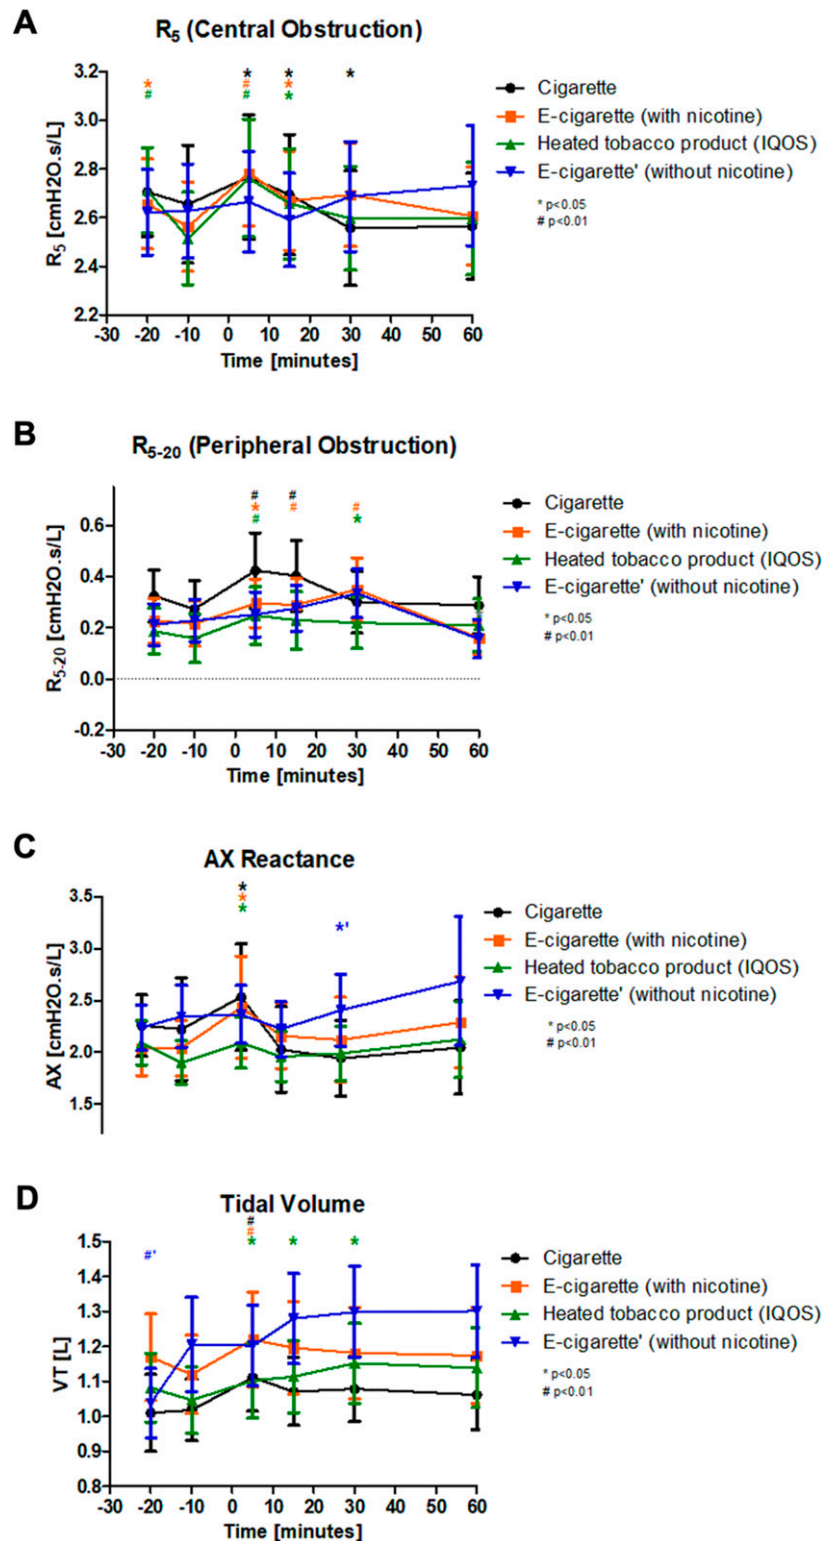 A
R5 (Central Obstruction)
3.2
3.0
2.8
2.6
2.4
2.2
R5 [cmH2O.s/L]
* * * *
* # *
# # *
-30 -20 -10 0 10 20 30 40 50 60
Time [minutes]
Cigarette
E-cigarette (with nicotine)
Heated tobacco product (IQOS)
E-cigarette' (without nicotine)
* p<0.05
# p<0.01
B
R5-20 (Peripheral Obstruction)
0.6
0.4
0.2
0.0
-0.2
R5-20 [cmH2O.s/L]
# #
* # #
# *
-30 -20 -10 0 10 20 30 40 50 60
Time [minutes]
Cigarette
E-cigarette (with nicotine)
Heated tobacco product (IQOS)
E-cigarette' (without nicotine)
* p<0.05
# p<0.01
C
AX Reactance
3.5
3.0
2.5
2.0
1.5
AX [cmH2O.s/L]
*
*
*
*'
Cigarette
E-cigarette (with nicotine)
Heated tobacco product (IQOS)
E-cigarette' (without nicotine)
* p<0.05
# p<0.01
D
Tidal Volume
1.5
1.4
1.3
1.2
1.1
1.0
0.9
0.8
VT [L]
#
#
* * *
#'
-30 -20 -10 0 10 20 30 40 50 60
Time [minutes]
Cigarette
E-cigarette (with nicotine)
Heated tobacco product (IQOS)
E-cigarette' (without nicotine)
* p<0.05
# p<0.01